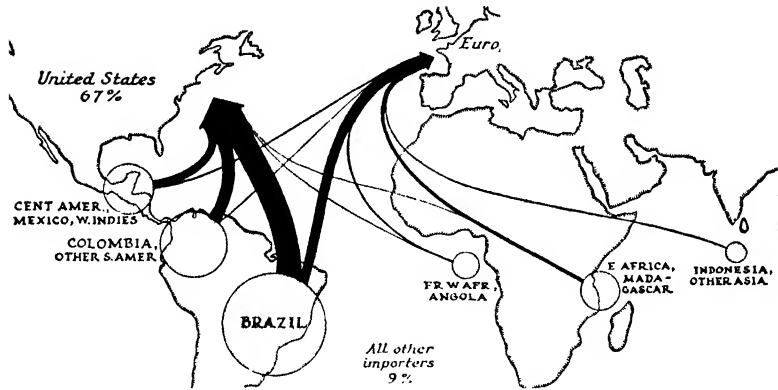 Euro,
United States
67%
CENT AMER.,
MEXICO, W. INDIES
COLOMBIA,
OTHER S. AMER
BRAZIL
FR W AFR,
ANGOLA
E AFRICA,
MADA-
GASCAR
INDONESIA,
OTHER ASIA
All other
importers
9%